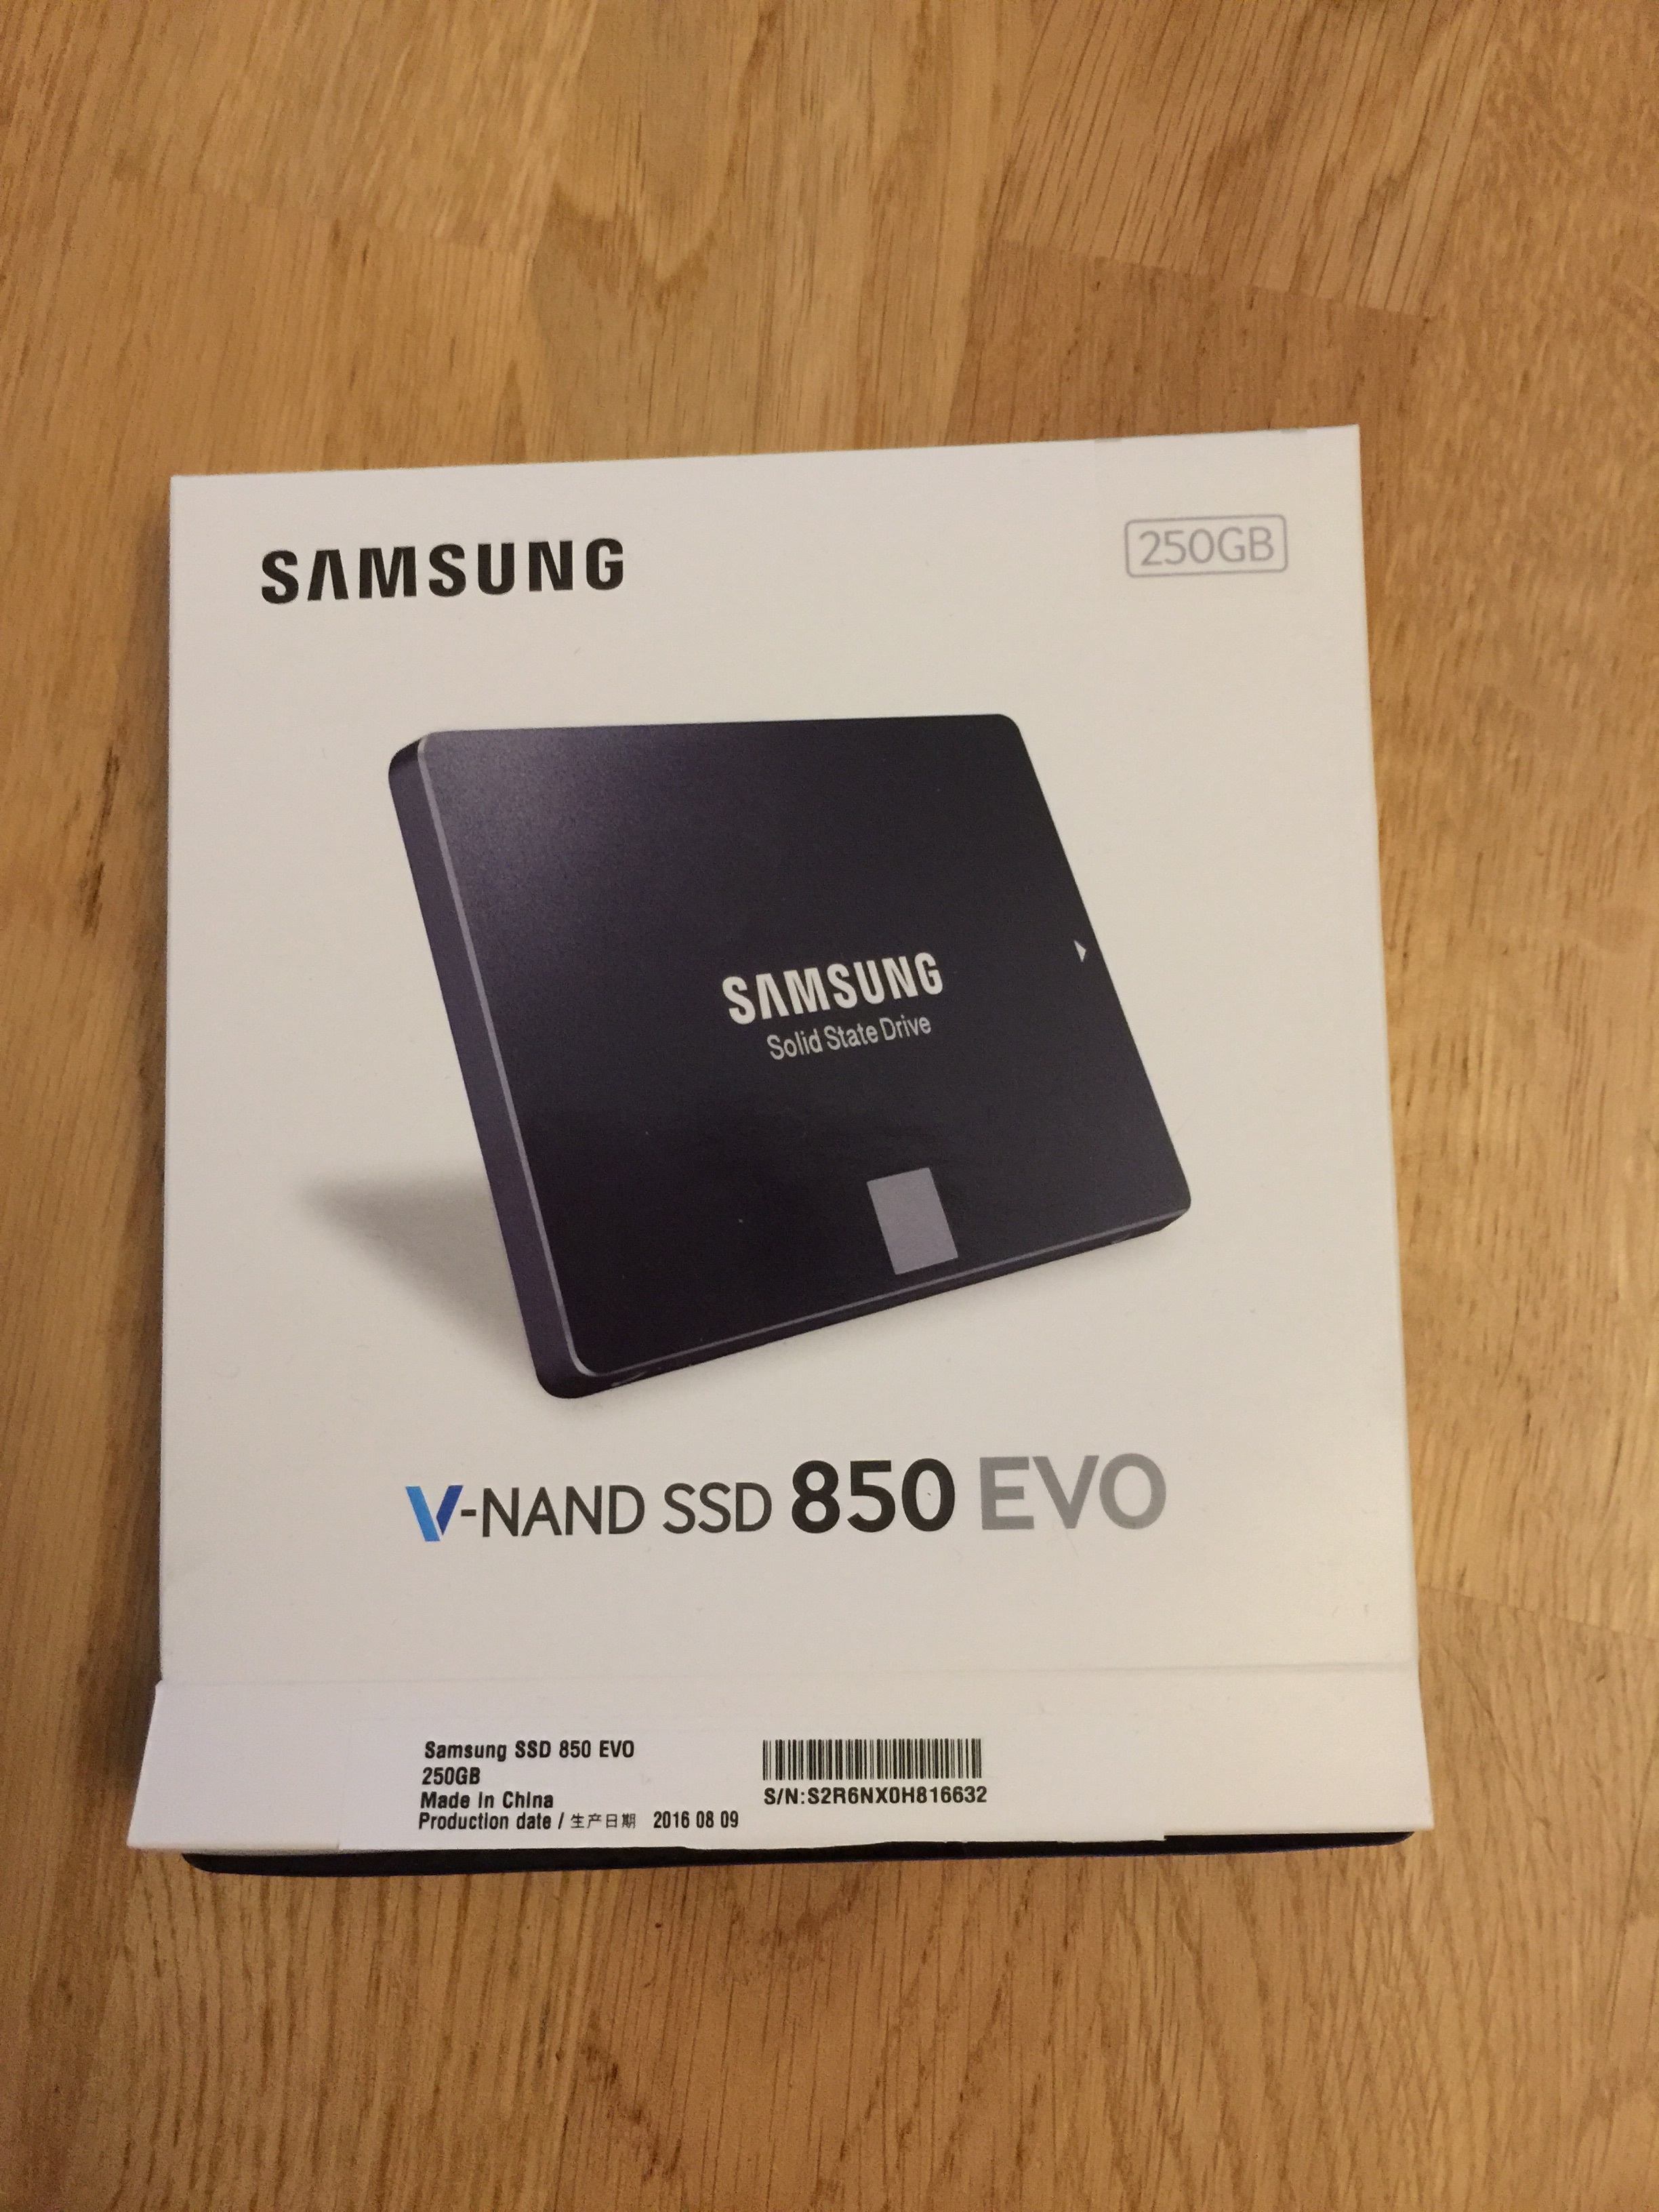 SAMSUNG
250GB
SAMSUNG
Solid State Drive
V-NAND SSD 850 EVO
Samsung SSD 850 EVO
250GB
Made in China
Production date / 生产日期 2016 08 09
S/N:S2R6NX0H816632